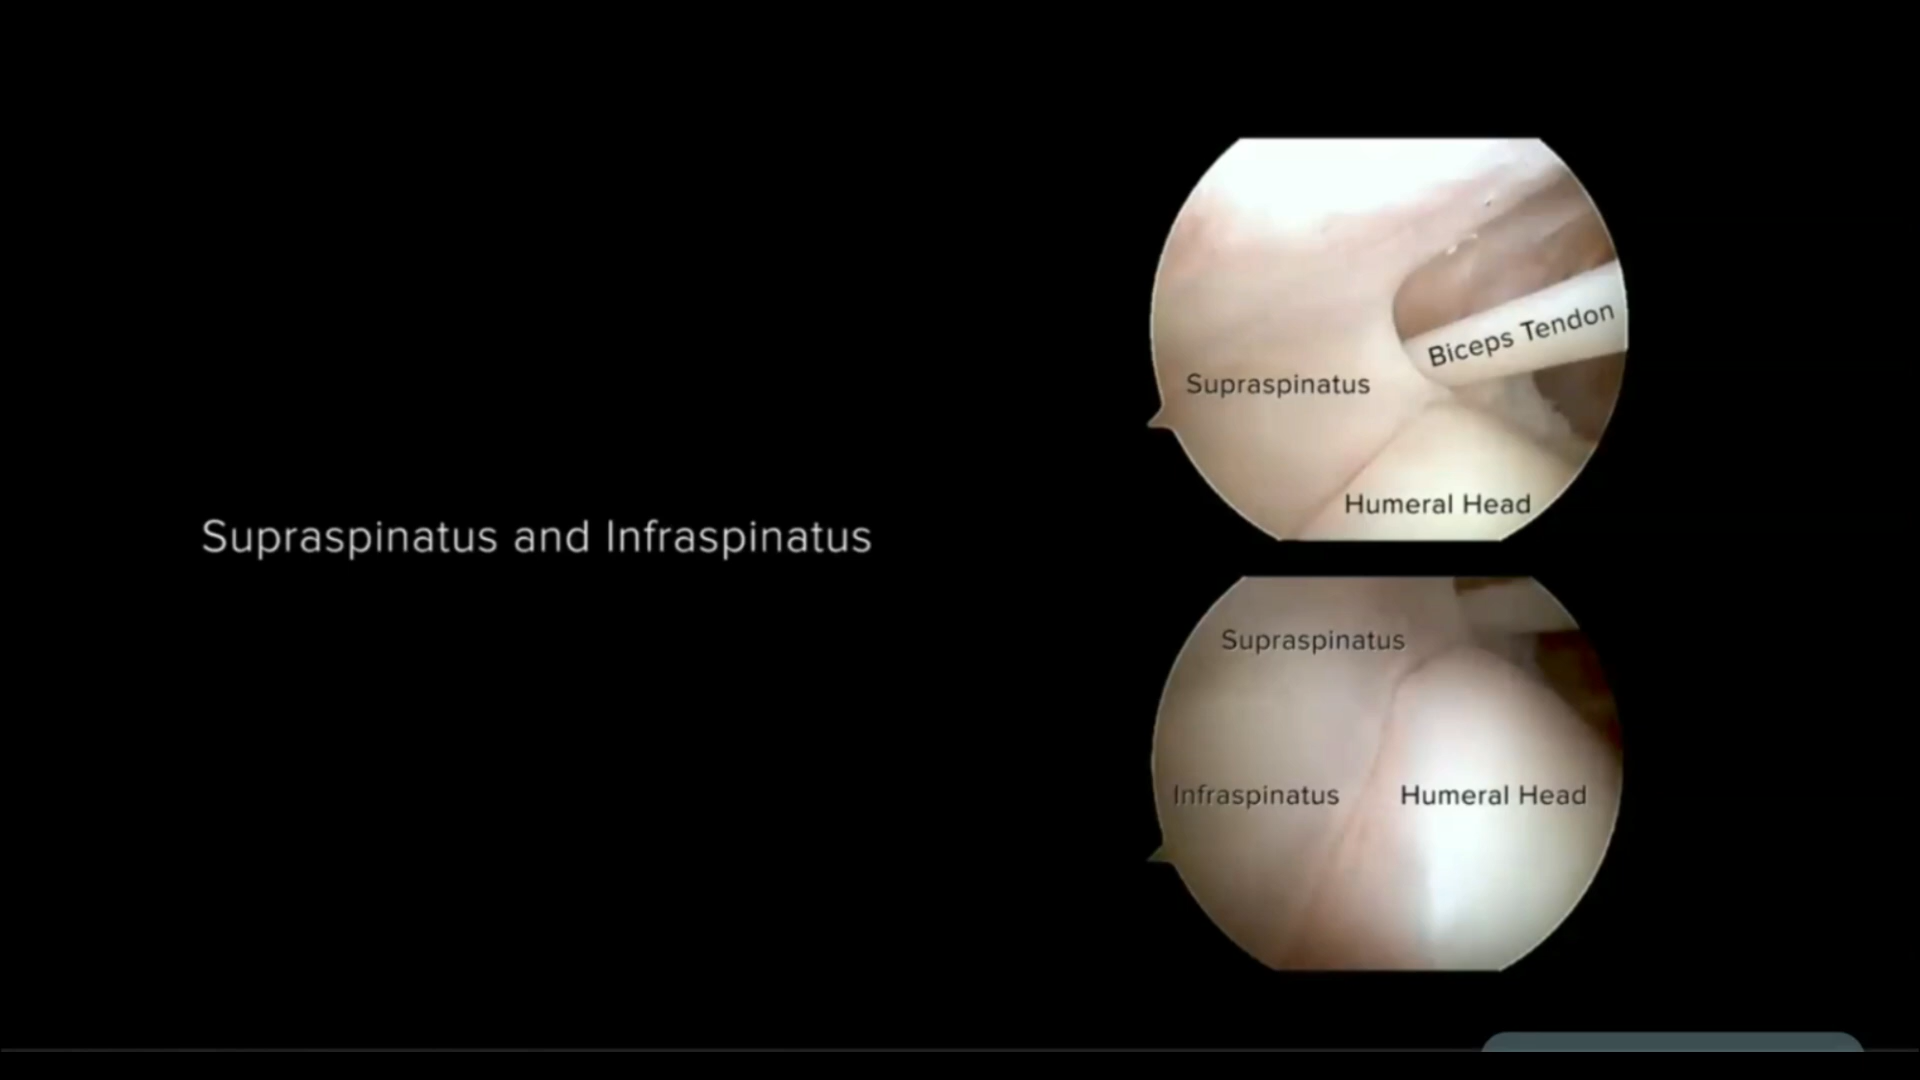 Supraspinatus and Infraspinatus
Biceps Tendon
Supraspinatus
Humeral Head
Supraspinatus
Infraspinatus
Humeral Head